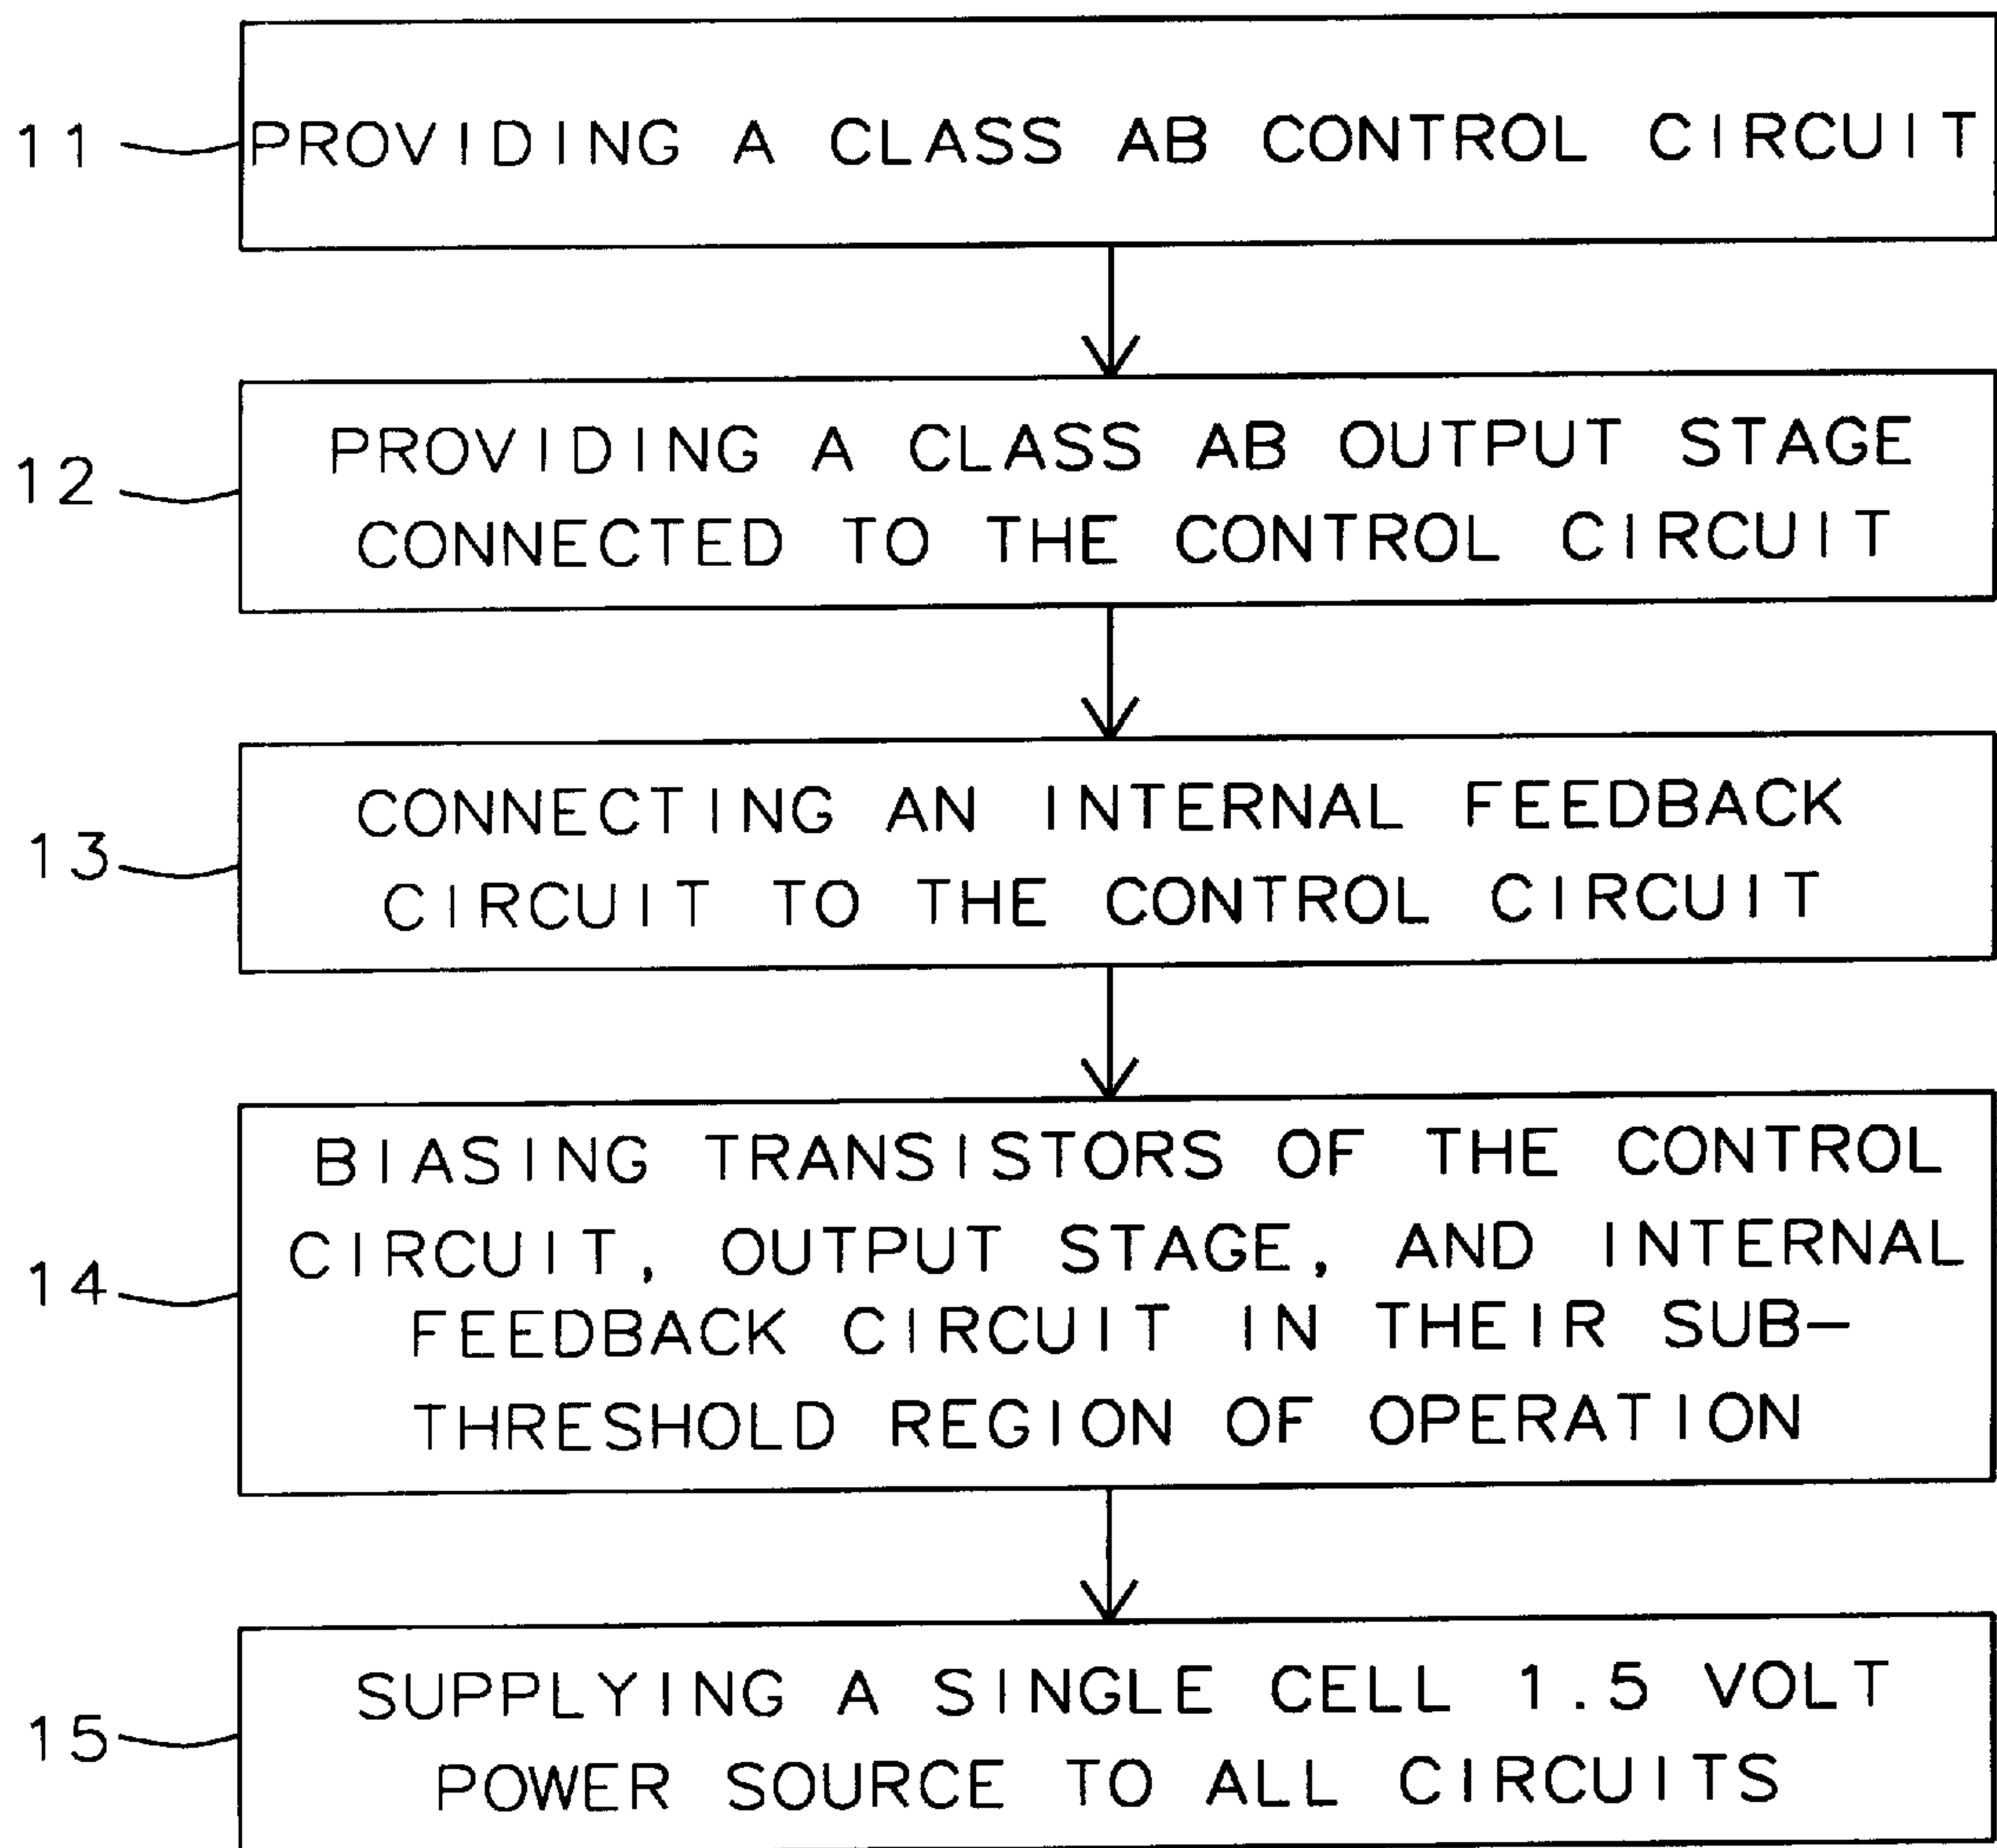 11
PROVIDING A CLASS AB CONTROL CIRCUIT
12
PROVIDING A CLASS AB OUTPUT STAGE
CONNECTED TO THE CONTROL CIRCUIT
13
CONNECTING AN INTERNAL FEEDBACK
CIRCUIT TO THE CONTROL CIRCUIT
14
BIASING TRANSISTORS OF THE CONTROL
CIRCUIT, OUTPUT STAGE, AND INTERNAL
FEEDBACK CIRCUIT IN THEIR SUB-
THRESHOLD REGION OF OPERATION
15
SUPPLYING A SINGLE CELL 1.5 VOLT
POWER SOURCE TO ALL CIRCUITS